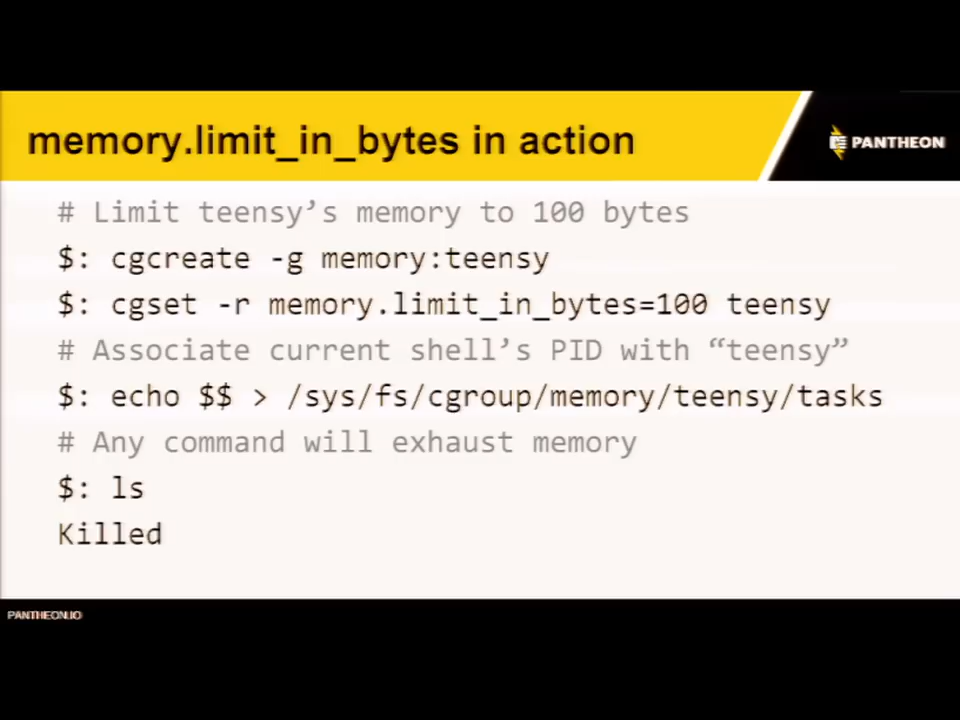 memory.limit_in_bytes in action
PANTHEON
# Limit teensy’s memory to 100 bytes
$: cgcreate -g memory:teensy
$: cgset -r memory.limit_in_bytes=100 teensy
# Associate current shell’s PID with “teensy”
$: echo $$ > /sys/fs/cgroup/memory/teensy/tasks
# Any command will exhaust memory
$: ls
Killed
PANTHEON.IO